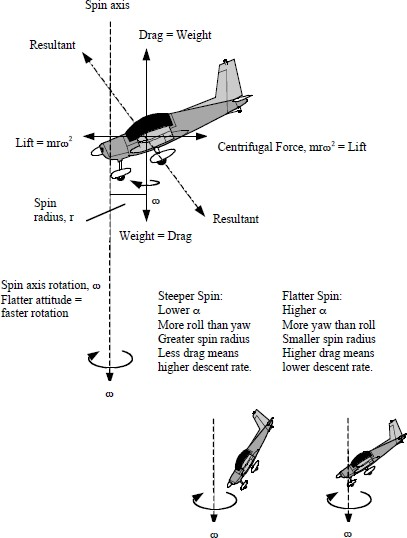 Spin axis
Drag = Weight
Resultant
Lift = mrω²
Centrifugal Force, mrω² = Lift
Spin
radius, r
ω
Resultant
Weight = Drag
Spin axis rotation, ω
Flatter attitude =
faster rotation
Steeper Spin:
Lower α
More roll than yaw
Greater spin radius
Less drag means
higher descent rate.
Flatter Spin:
Higher α
More yaw than roll
Smaller spin radius
Higher drag means
lower descent rate.
ω
ω
ω